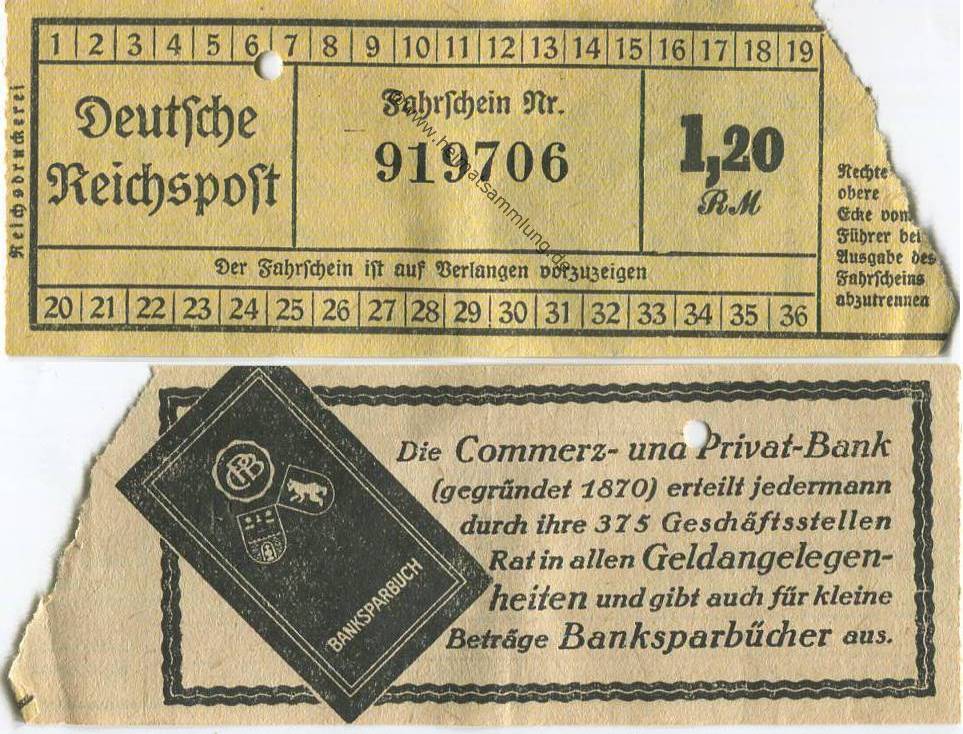 1 2 3 4 5 6 7 8 9 10 11 12 13 14 15 16 17 18 19
Reichsdruckerei
Deutsche
Reichspost
Fahrschein Nr.
919706
1,20
RM
Rechte
obere
Ecke vom
Führer bei
Ausgabe des
Fahrscheins
abzutrennen
Der Fahrschein ist auf Verlangen vorzuzeigen
20 21 22 23 24 25 26 27 28 29 30 31 32 33 34 35 36
©www.heimatsammlung.de
CPB
BANKSPARBUCH
Die Commerz- und Privat-Bank
(gegründet 1870) erteilt jedermann
durch ihre 375 Geschäftsstellen
Rat in allen Geldangelegen-
heiten und gibt auch für kleine
Beträge Banksparbücher aus.